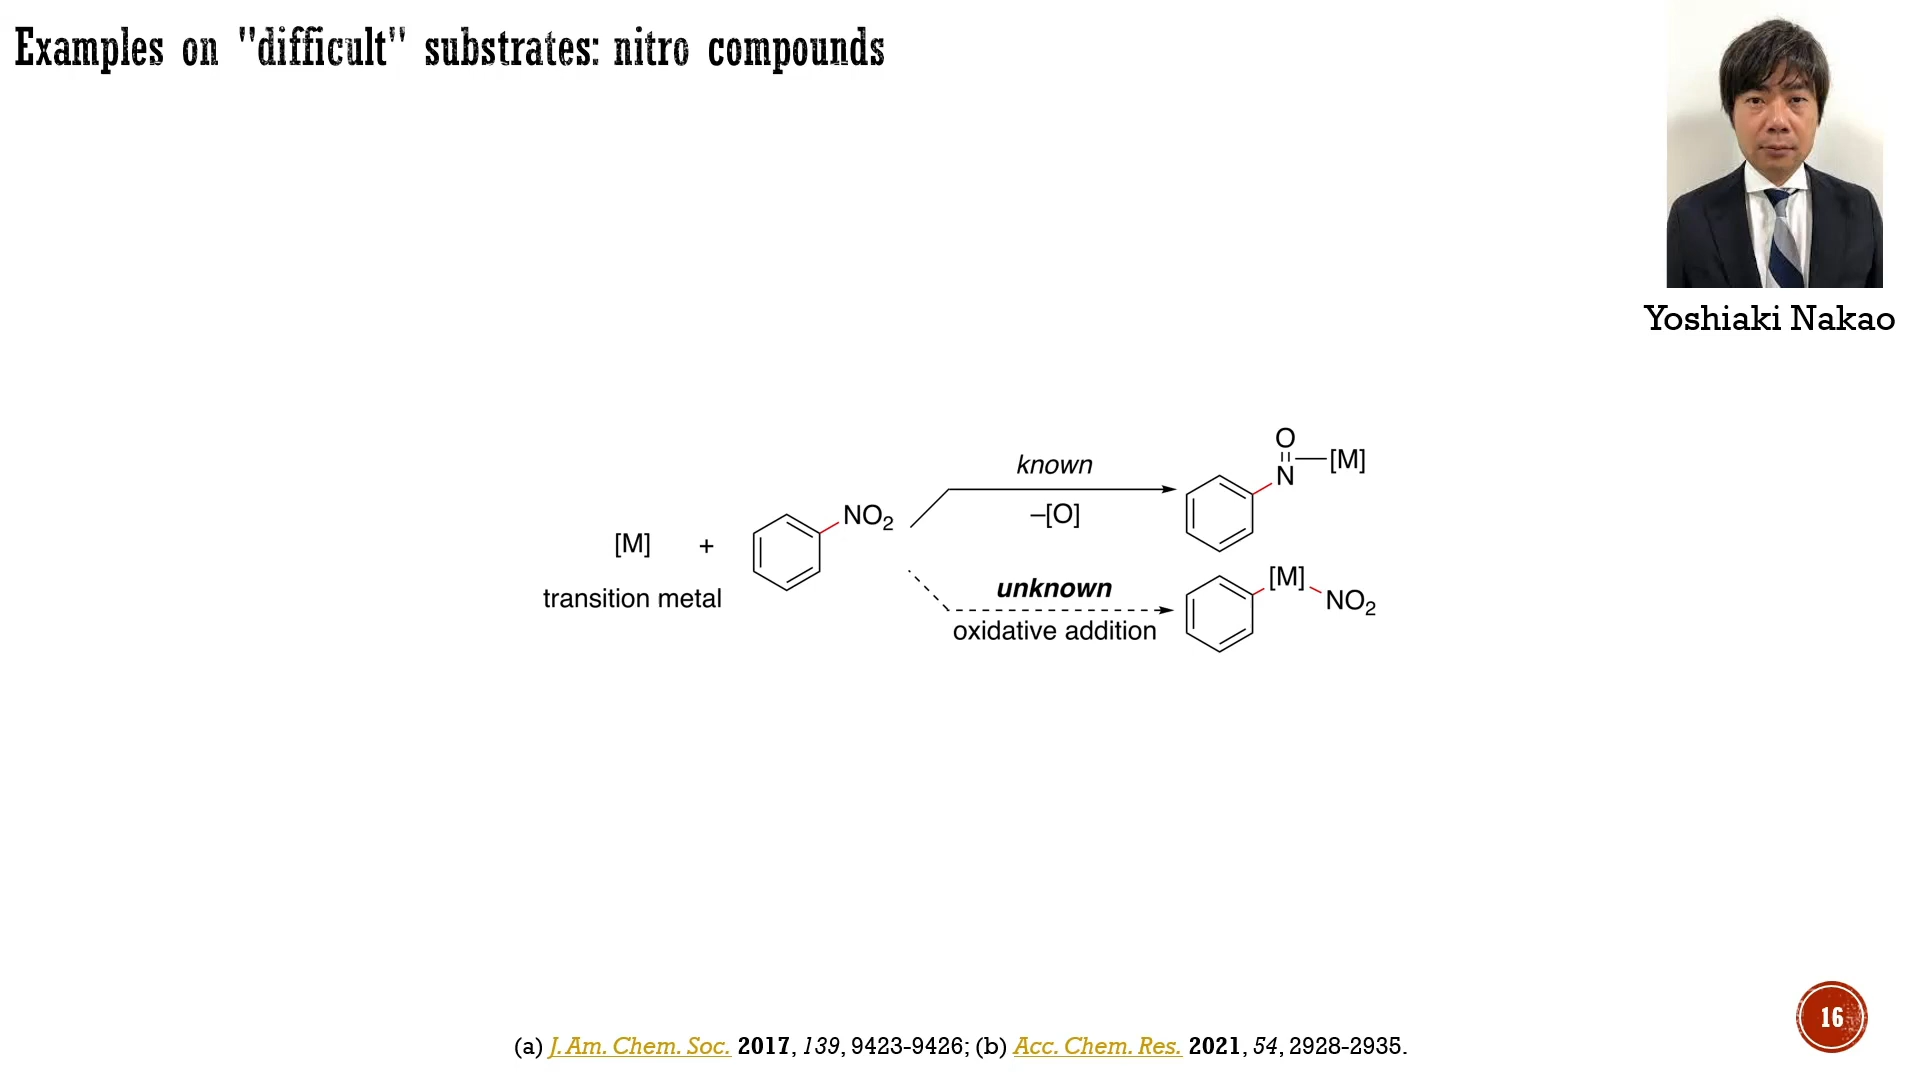 Examples on "difficult" substrates: nitro compounds
Yoshiaki Nakao
[M] + NO2
transition metal
known
–[O]
O
N [M]
unknown
oxidative addition
[M] NO2
16
(a) J. Am. Chem. Soc. 2017, 139, 9423-9426; (b) Acc. Chem. Res. 2021, 54, 2928-2935.